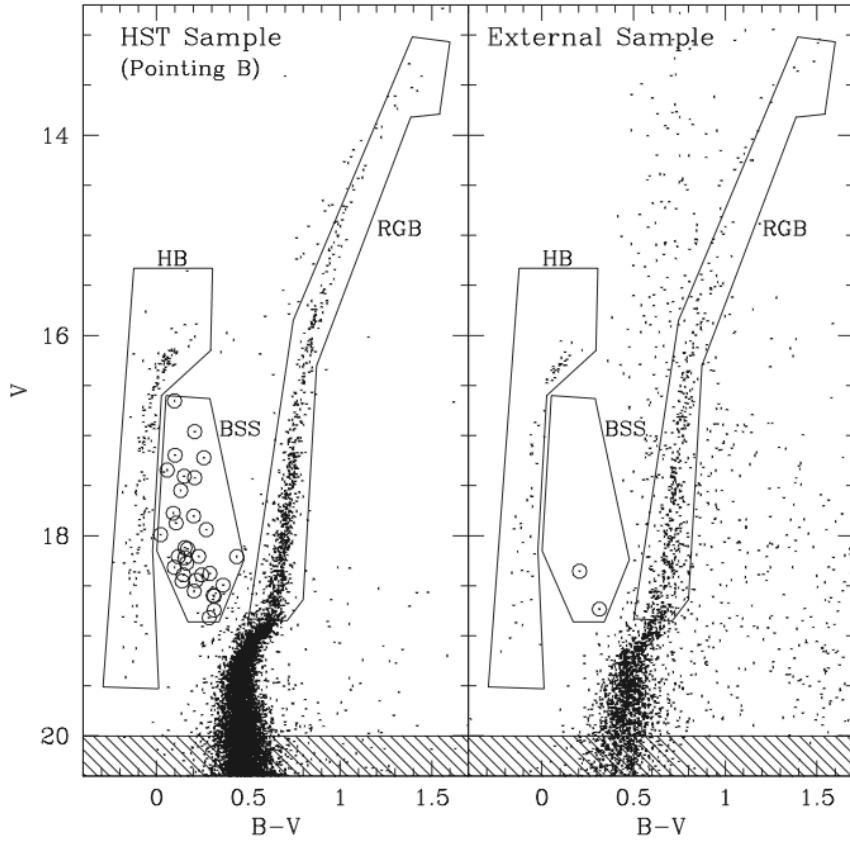 HST Sample
(Pointing B)
External Sample
14
16
18
20
V
HB
BSS
RGB
HB
BSS
RGB
0 0.5 1 1.5
0 0.5 1 1.5
B-V
B-V